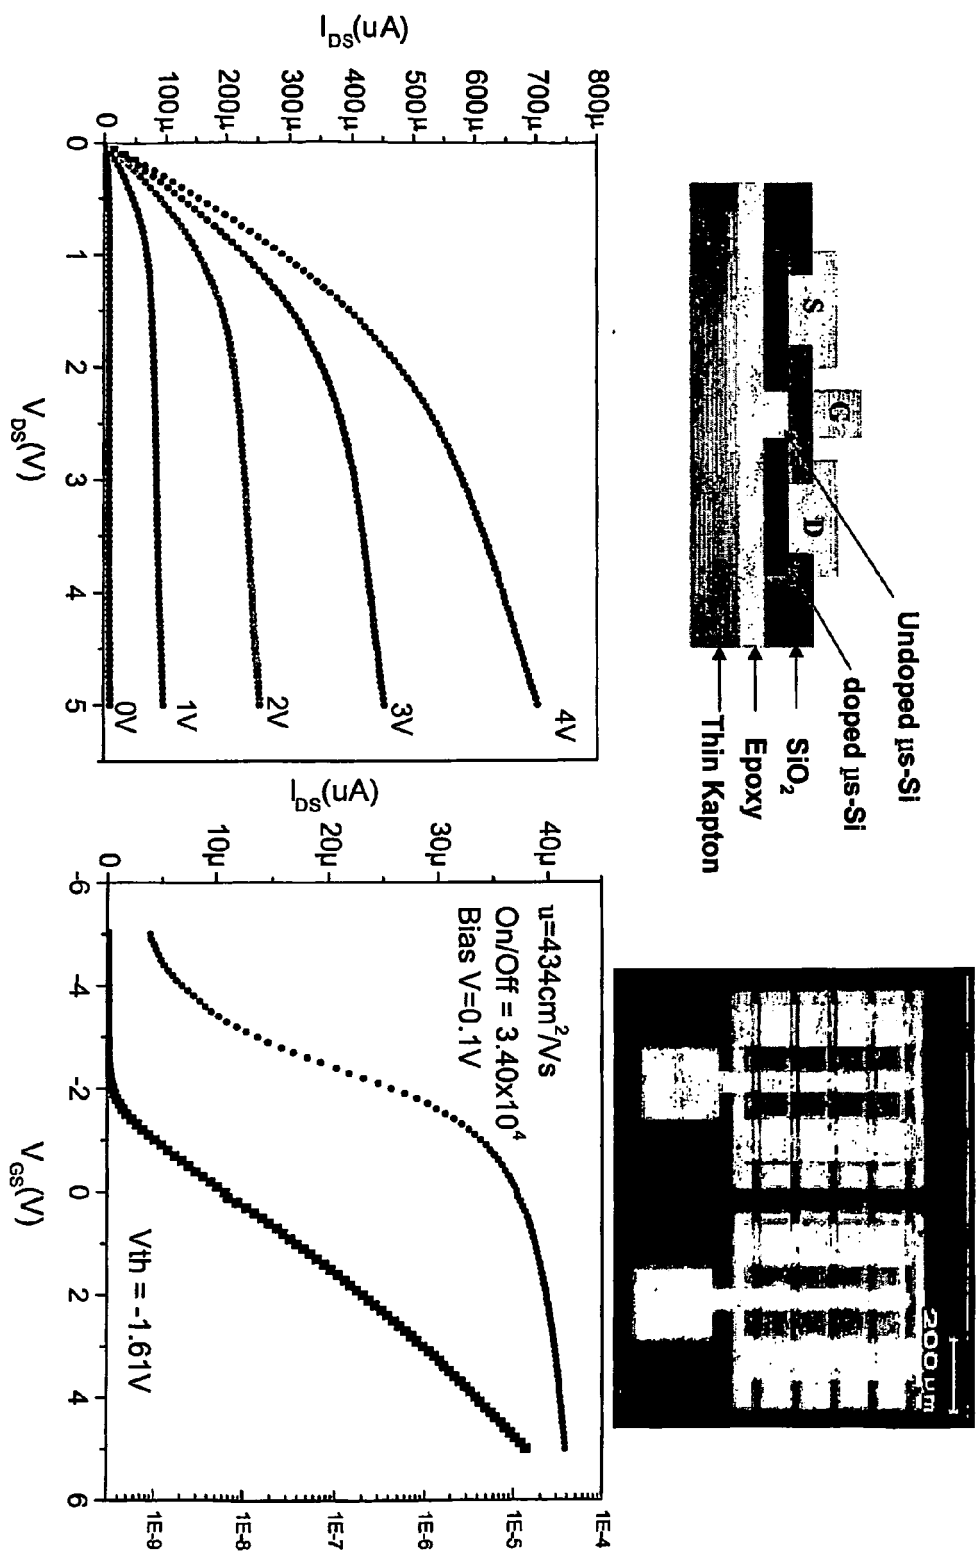 S
G
D
Undoped µs-Si
doped µs-Si
SiO2
Epoxy
Thin Kapton
200 µm
IDS(uA)
800µ
700µ
600µ
500µ
400µ
300µ
200µ
100µ
0
0 1 2 3 4 5
VDS(V)
4V
3V
2V
1V
0V
IDS(uA)
40µ
30µ
20µ
10µ
0
u=434cm²/Vs
On/Off = 3.40x10⁴
Bias V=0.1V
Vth = -1.61V
-6 -4 -2 0 2 4 6
VGS(V)
1E-4
1E-5
1E-6
1E-7
1E-8
1E-9